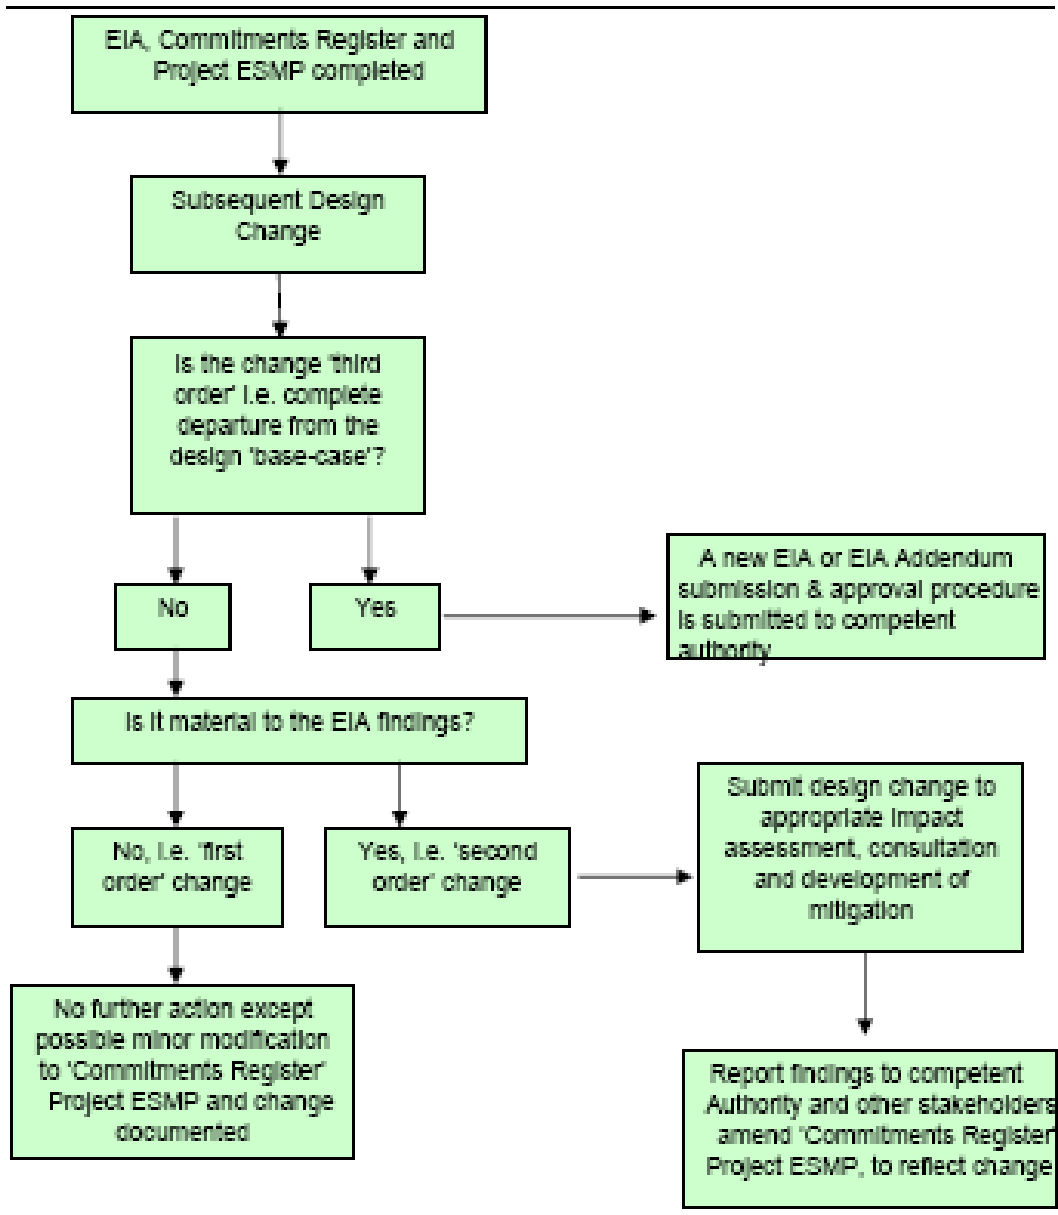 EIA, Commitments Register and
Project ESMP completed
Subsequent Design
Change
Is the change 'third
order' i.e. complete
departure from the
design 'base-case'?
No
Yes
A new EIA or EIA Addendum
submission & approval procedure
is submitted to competent
authority
Is it material to the EIA findings?
No, i.e. 'first
order' change
Yes, i.e. 'second
order' change
Submit design change to
appropriate impact
assessment, consultation
and development of
mitigation
No further action except
possible minor modification
to 'Commitments Register'
Project ESMP and change
documented
Report findings to competent
Authority and other stakeholders
amend 'Commitments Register'
Project ESMP, to reflect change